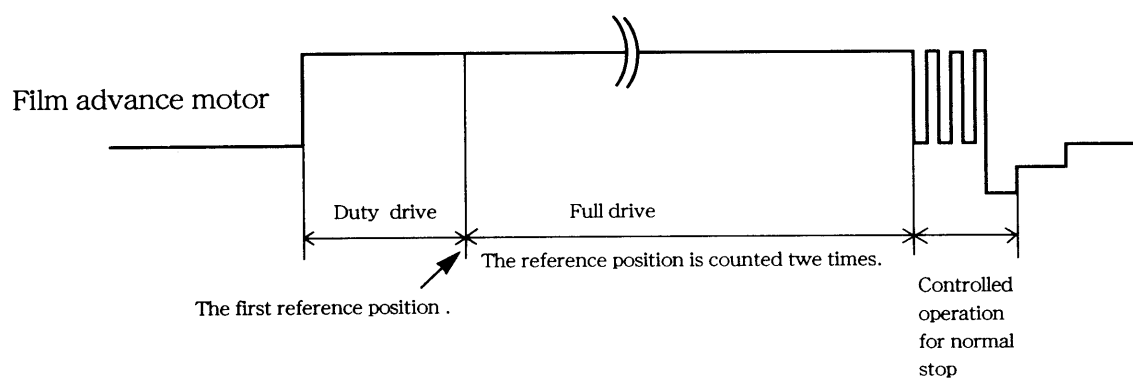 Film advance motor
Duty drive
Full drive
The reference position is counted twe times.
The first reference position .
Controlled
operation
for normal
stop